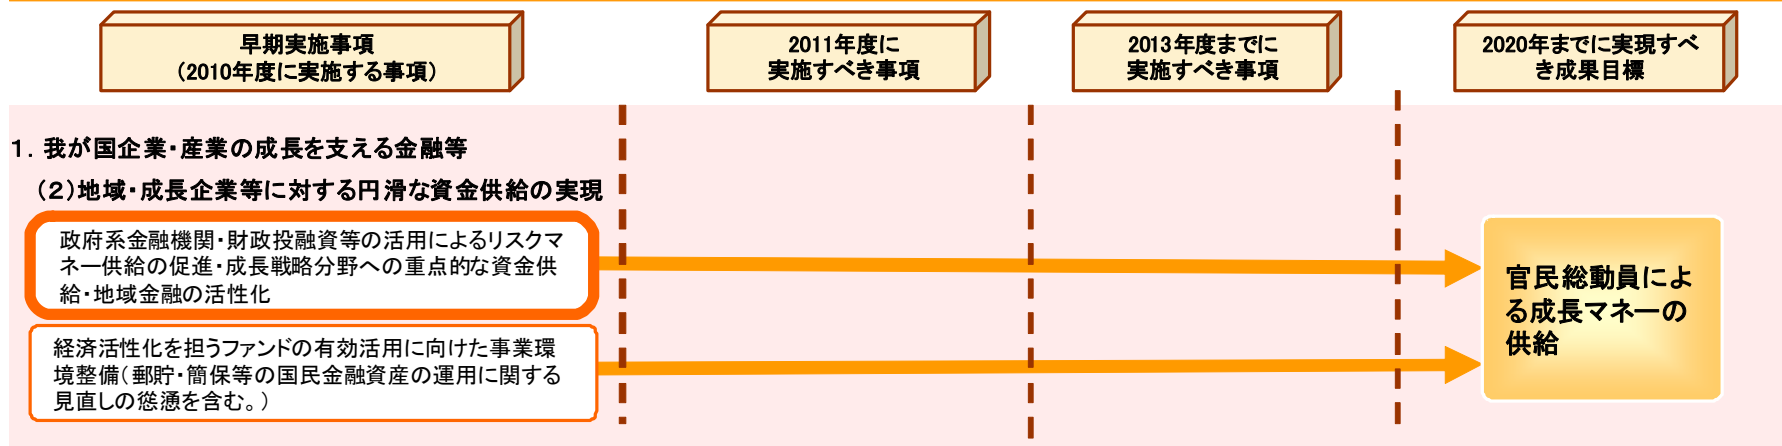 早期実施事項
(2010年度に実施する事項)
2011年度に
実施すべき事項
2013年度までに
実施すべき事項
2020年までに実現すべ
き成果目標
1．我が国企業・産業の成長を支える金融等
(2)地域・成長企業等に対する円滑な資金供給の実現
政府系金融機関・財政投融資等の活用によるリスクマ
ネー供給の促進・成長戦略分野への重点的な資金供
給・地域金融の活性化
経済活性化を担うファンドの有効活用に向けた事業環
境整備(郵貯・簡保等の国民金融資産の運用に関する
見直しの慫慂を含む。)
官民総動員によ
る成長マネーの
供給